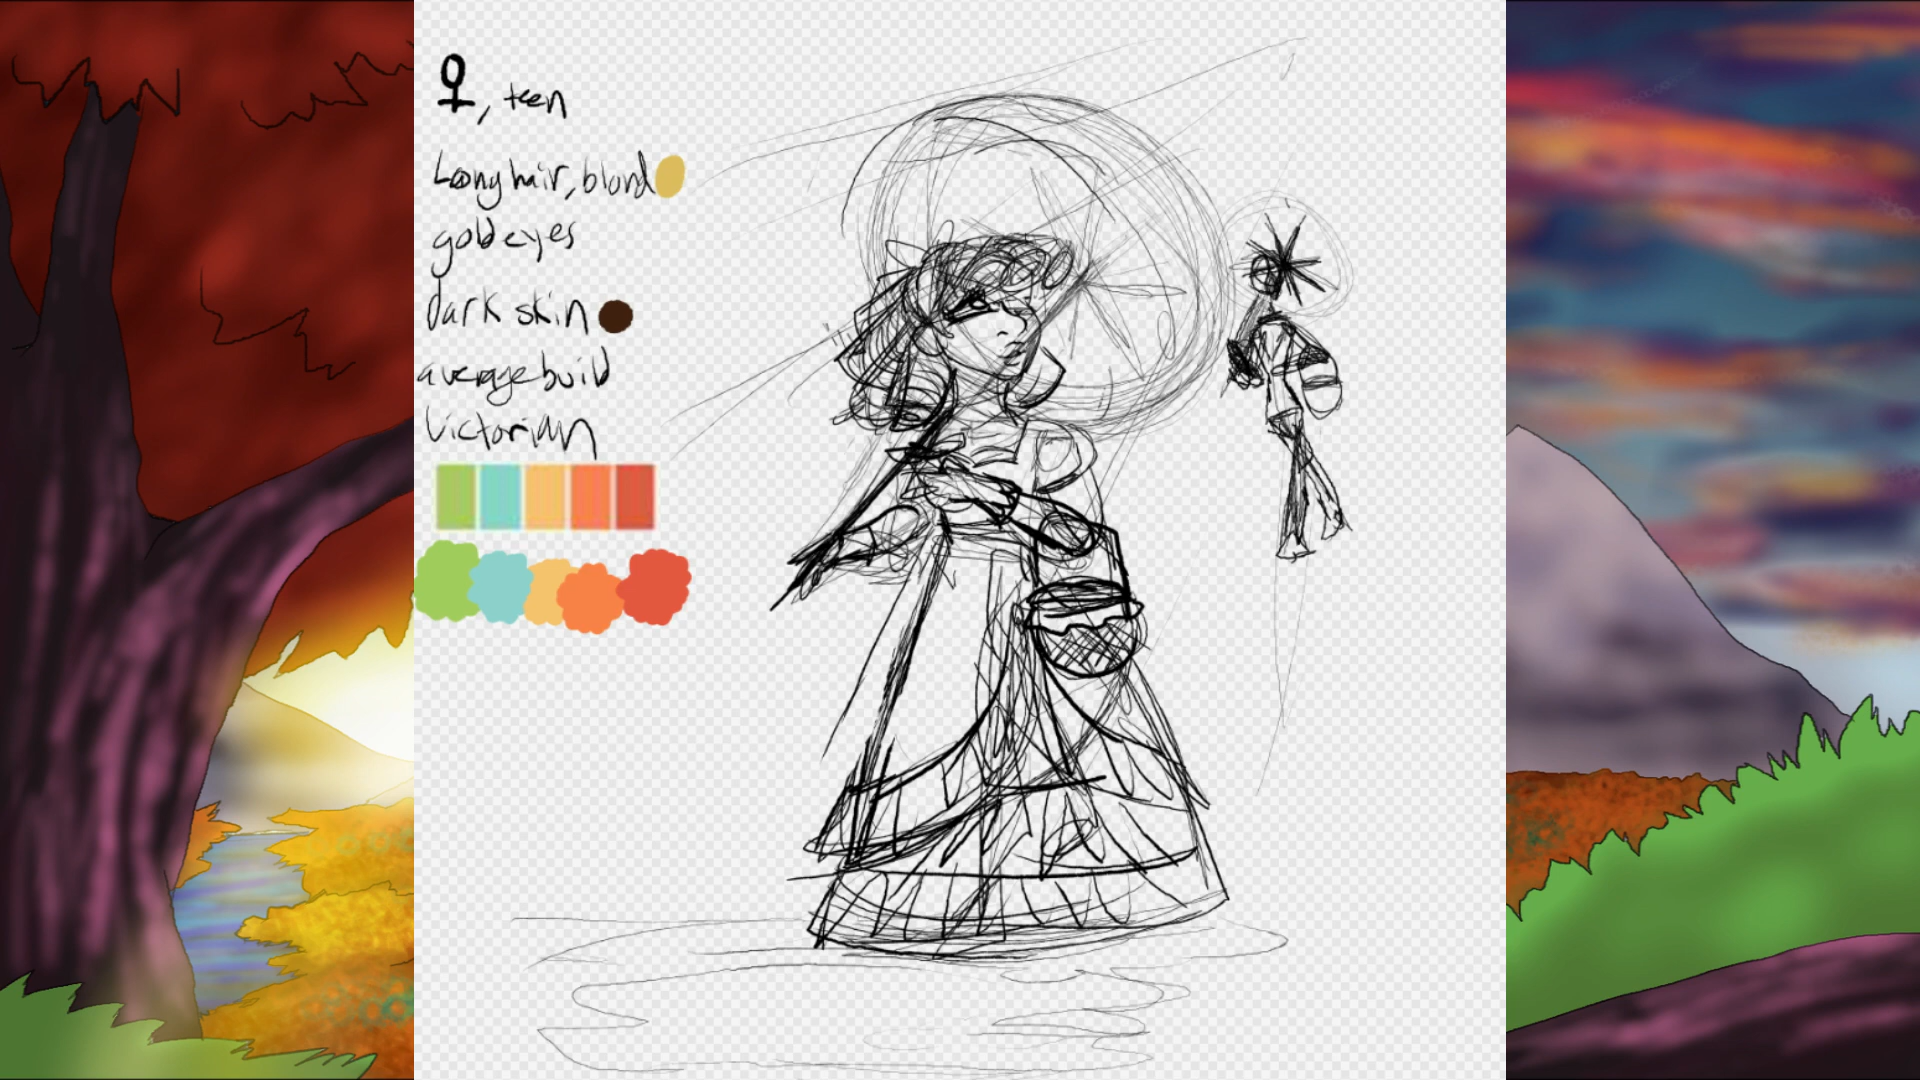 ♀, teen
Long hair, blond
gold eyes
dark skin
average build
Victorian